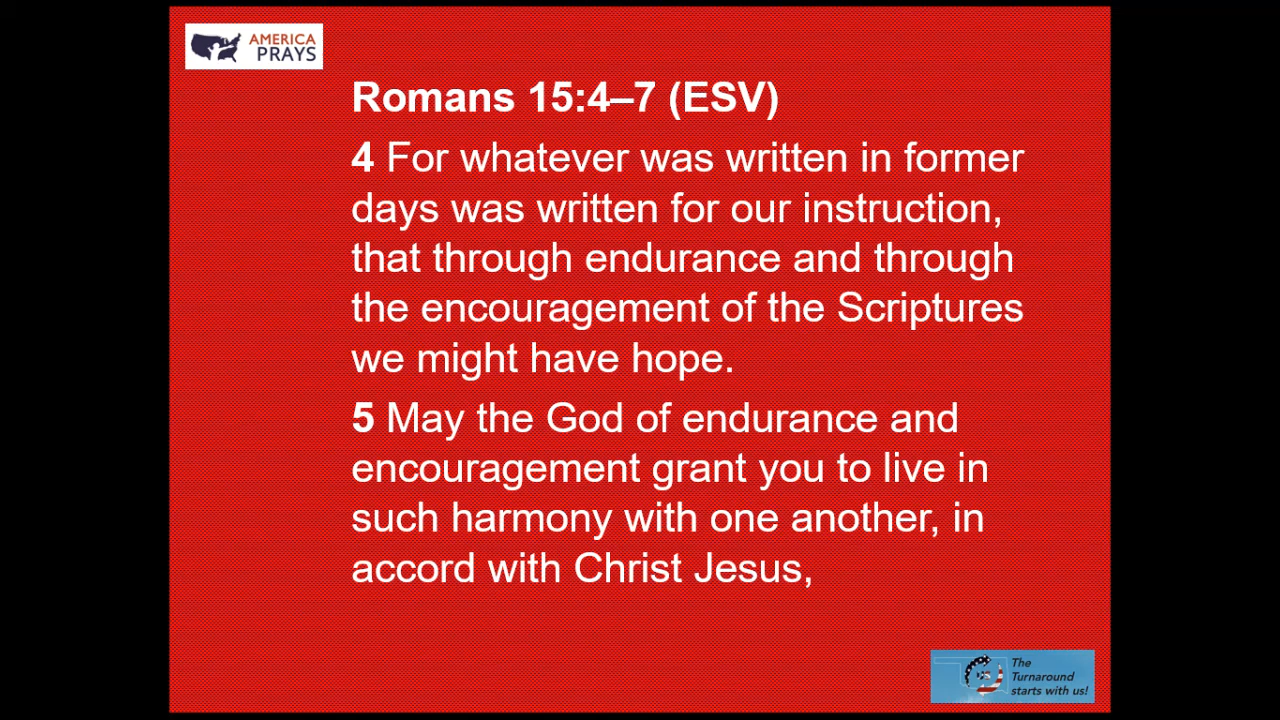 AMERICA
PRAYS
Romans 15:4–7 (ESV)
4 For whatever was written in former
days was written for our instruction,
that through endurance and through
the encouragement of the Scriptures
we might have hope.
5 May the God of endurance and
encouragement grant you to live in
such harmony with one another, in
accord with Christ Jesus,
The
Turnaround
starts with us!